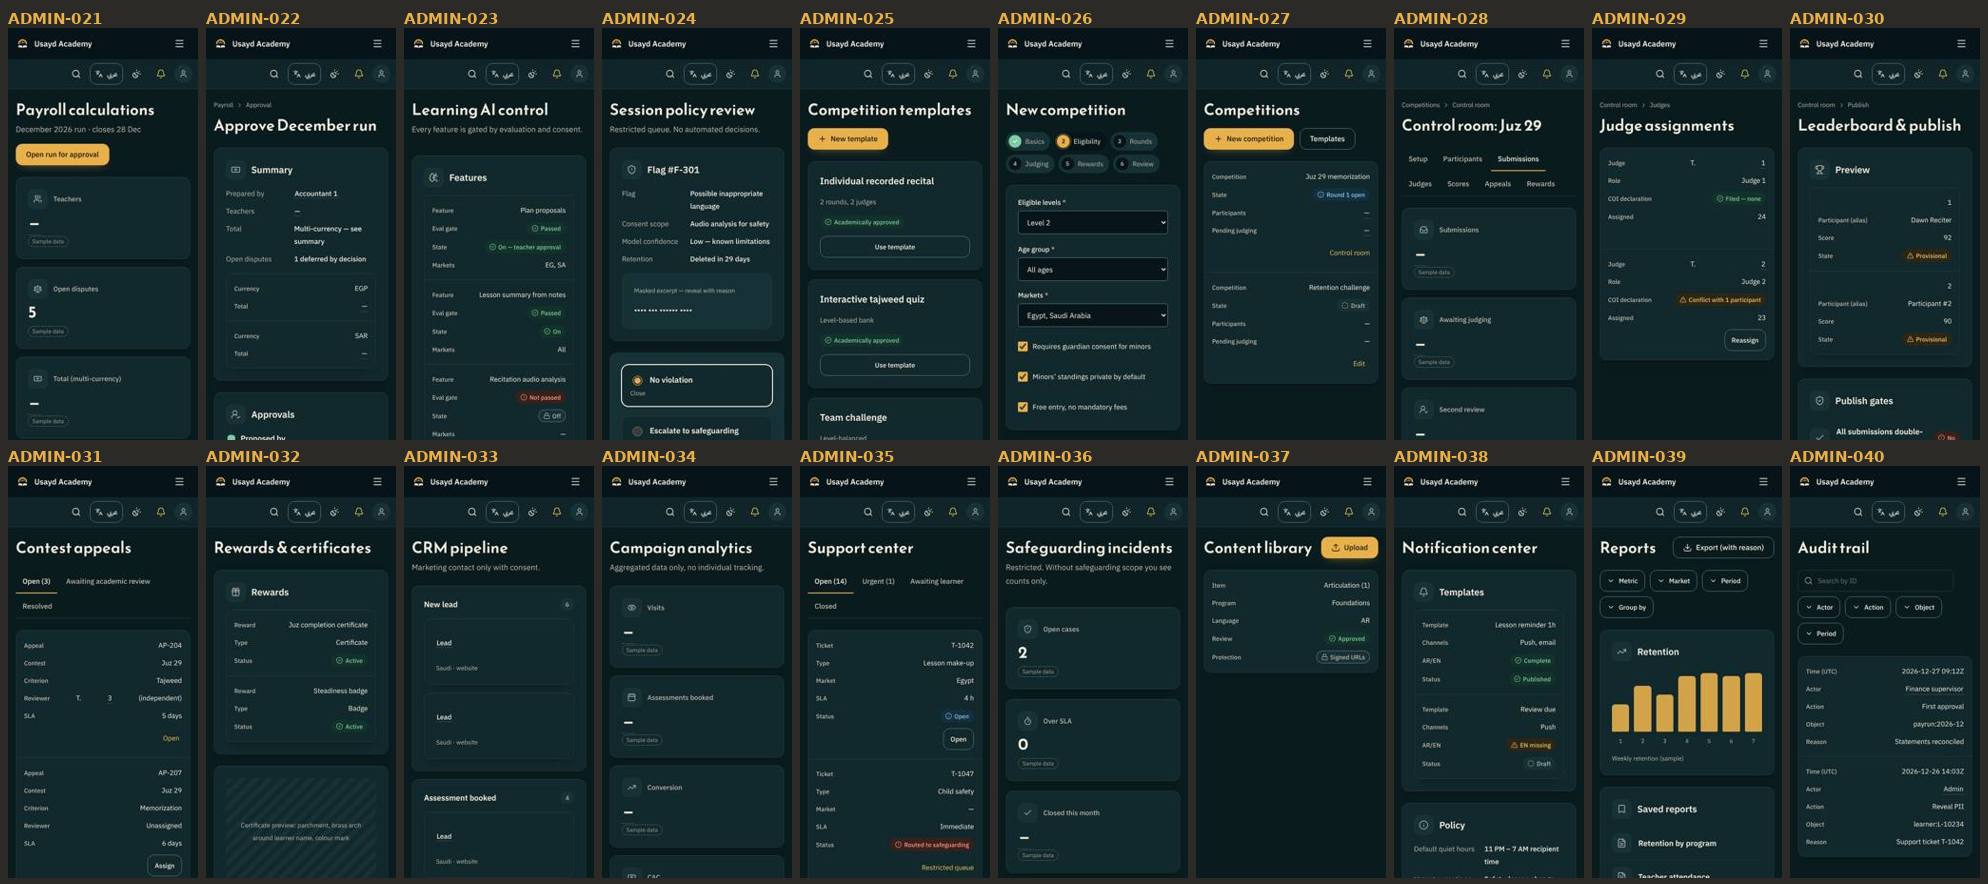 ADMIN-021
Usayd Academy
Payroll calculations
December 2026 run · closes 28 Dec
Open run for approval
Teachers
—
Sample data
Open disputes
5
Sample data
Total (multi-currency)
—
Sample data
ADMIN-022
Usayd Academy
Payroll > Approval
Approve December run
Summary
Prepared by Accountant 1
Teachers —
Total Multi-currency — see
summary
Open disputes 1 deferred by decision
Currency EGP
Total —
Currency SAR
Total —
Approvals
Proposed by
ADMIN-023
Usayd Academy
Learning AI control
Every feature is gated by evaluation and consent.
Features
Feature Plan proposals
Eval gate Passed
State On — teacher approval
Markets EG, SA
Feature Lesson summary from notes
Eval gate Passed
State On
Markets All
Feature Recitation audio analysis
Eval gate Not passed
State Off
Markets —
ADMIN-024
Usayd Academy
Session policy review
Restricted queue. No automated decisions.
Flag #F-301
Flag Possible inappropriate
language
Consent scope Audio analysis for safety
Model confidence Low — known limitations
Retention Deleted in 29 days
Masked excerpt — reveal with reason
No violation
Close
Escalate to safeguarding
ADMIN-025
Usayd Academy
Competition templates
+ New template
Individual recorded recital
2 rounds, 2 judges
Academically approved
Use template
Interactive tajweed quiz
Level-based bank
Academically approved
Use template
Team challenge
Level-balanced
ADMIN-026
Usayd Academy
New competition
Basics 2 Eligibility 3 Rounds
4 Judging 5 Rewards 6 Review
Eligible levels *
Level 2
Age group *
All ages
Markets *
Egypt, Saudi Arabia
Requires guardian consent for minors
Minors' standings private by default
Free entry, no mandatory fees
ADMIN-027
Usayd Academy
Competitions
+ New competition Templates
Competition Juz 29 memorization
State Round 1 open
Participants —
Pending judging —
Control room
Competition Retention challenge
State Draft
Participants —
Pending judging —
Edit
ADMIN-028
Usayd Academy
Competitions > Control room
Control room: Juz 29
Setup Participants Submissions
Judges Scores Appeals Rewards
Submissions
—
Sample data
Awaiting judging
—
Sample data
Second review
—
ADMIN-029
Usayd Academy
Control room > Judges
Judge assignments
Judge T. 1
Role Judge 1
COI declaration Filed — none
Assigned 24
Judge T. 2
Role Judge 2
COI declaration Conflict with 1 participant
Assigned 23
Reassign
ADMIN-030
Usayd Academy
Control room > Publish
Leaderboard & publish
Preview
1
Participant (alias) Dawn Reciter
Score 92
State Provisional
2
Participant (alias) Participant #2
Score 90
State Provisional
Publish gates
All submissions double- No
ADMIN-031
Usayd Academy
Contest appeals
Open (3) Awaiting academic review
Resolved
Appeal AP-204
Contest Juz 29
Criterion Tajweed
Reviewer T. 3 (independent)
SLA 5 days
Open
Appeal AP-207
Contest Juz 29
Criterion Memorization
Reviewer Unassigned
SLA 6 days
Assign
ADMIN-032
Usayd Academy
Rewards & certificates
Rewards
Reward Juz completion certificate
Type Certificate
Status Active
Reward Steadiness badge
Type Badge
Status Active
Certificate preview: parchment, brass arch
around learner name, colour mark
ADMIN-033
Usayd Academy
CRM pipeline
Marketing contact only with consent.
New lead 6
Lead
Saudi · website
Lead
Saudi · website
Assessment booked 4
Lead
Saudi · website
ADMIN-034
Usayd Academy
Campaign analytics
Aggregated data only, no individual tracking.
Visits
—
Sample data
Assessments booked
—
Sample data
Conversion
—
Sample data
CAC
ADMIN-035
Usayd Academy
Support center
Open (14) Urgent (1) Awaiting learner
Closed
Ticket T-1042
Type Lesson make-up
Market Egypt
SLA 4 h
Status Open
Open
Ticket T-1047
Type Child safety
Market —
SLA Immediate
Status Routed to safeguarding
Restricted queue
ADMIN-036
Usayd Academy
Safeguarding incidents
Restricted. Without safeguarding scope you see
counts only.
Open cases
2
Sample data
Over SLA
0
Sample data
Closed this month
—
Sample data
ADMIN-037
Usayd Academy
Content library Upload
Item Articulation (1)
Program Foundations
Language AR
Review Approved
Protection Signed URLs
ADMIN-038
Usayd Academy
Notification center
Templates
Template Lesson reminder 1h
Channels Push, email
AR/EN Complete
Status Published
Template Review due
Channels Push
AR/EN EN missing
Status Draft
Policy
Default quiet hours 11 PM – 7 AM recipient
time
ADMIN-039
Usayd Academy
Reports Export (with reason)
Metric Market Period
Group by
Retention
1 2 3 4 5 6 7
Weekly retention (sample)
Saved reports
Retention by program
Teacher attendance
ADMIN-040
Usayd Academy
Audit trail
Search by ID
Actor Action Object
Period
Time (UTC) 2026-12-27 09:12Z
Actor Finance supervisor
Action First approval
Object payrun:2026-12
Reason Statements reconciled
Time (UTC) 2026-12-26 14:03Z
Actor Admin
Action Reveal PII
Object learner:L-10234
Reason Support ticket T-1042